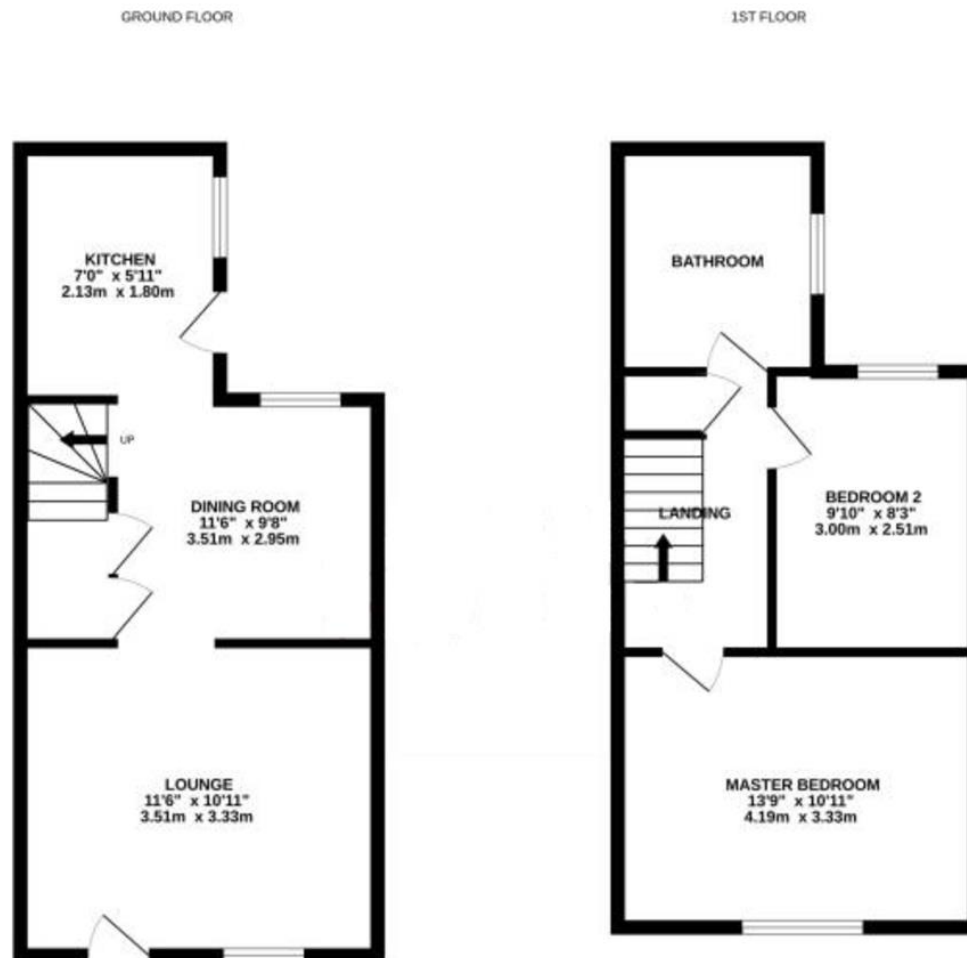 GROUND FLOOR
KITCHEN
7'0" x 5'11"
2.13m x 1.80m
UP
DINING ROOM
11'6" x 9'8"
3.51m x 2.95m
LOUNGE
11'6" x 10'11"
3.51m x 3.33m
1ST FLOOR
BATHROOM
LANDING
BEDROOM 2
9'10" x 8'3"
3.00m x 2.51m
MASTER BEDROOM
13'9" x 10'11"
4.19m x 3.33m